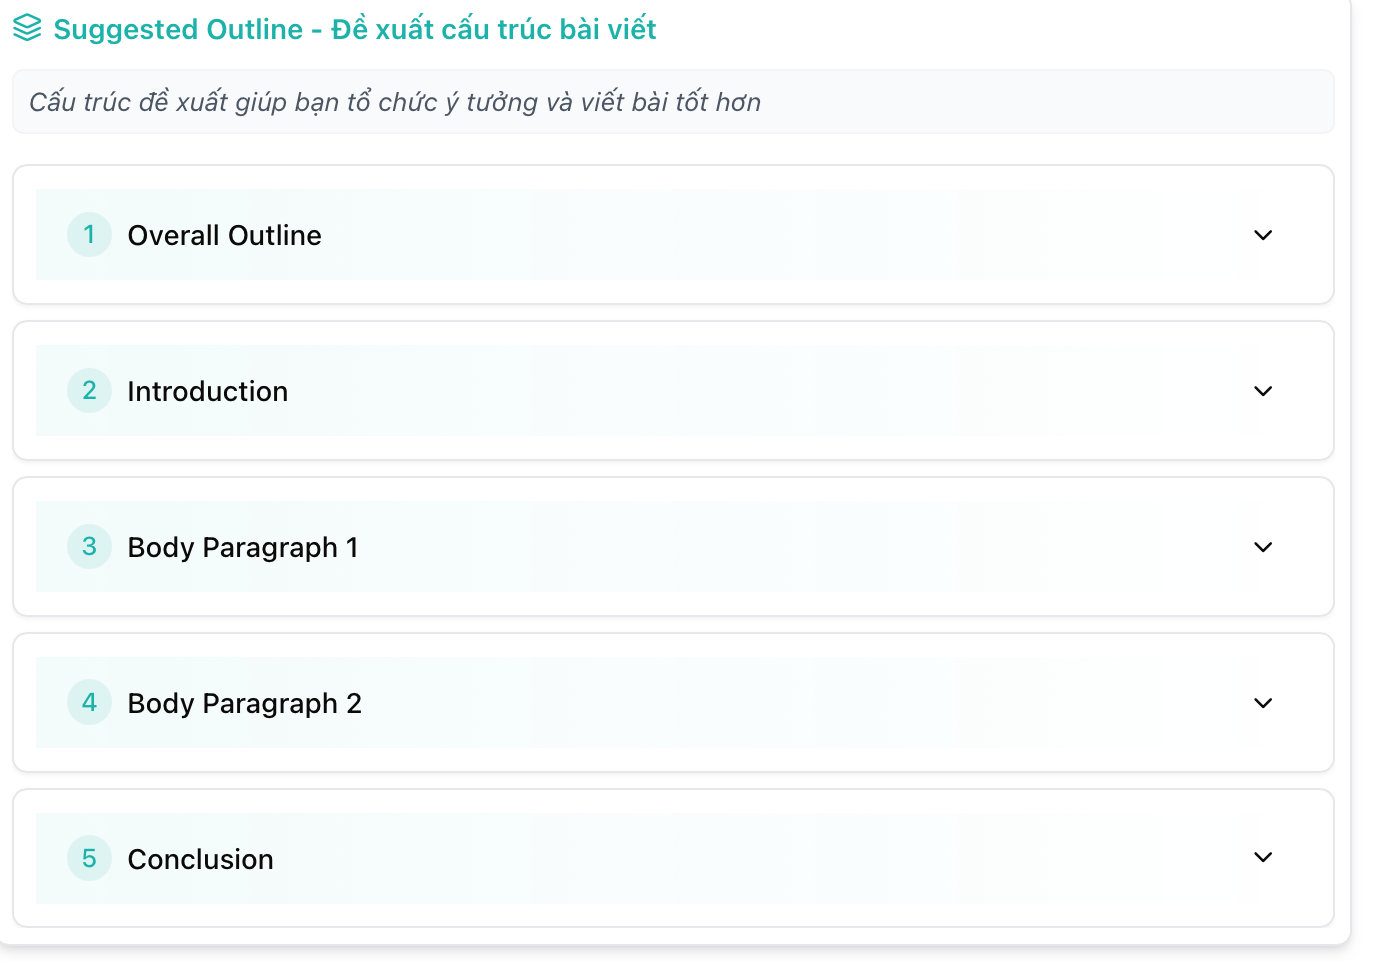 Suggested Outline - Đề xuất cấu trúc bài viết
Cấu trúc đề xuất giúp bạn tổ chức ý tưởng và viết bài tốt hơn
1 Overall Outline
2 Introduction
3 Body Paragraph 1
4 Body Paragraph 2
5 Conclusion